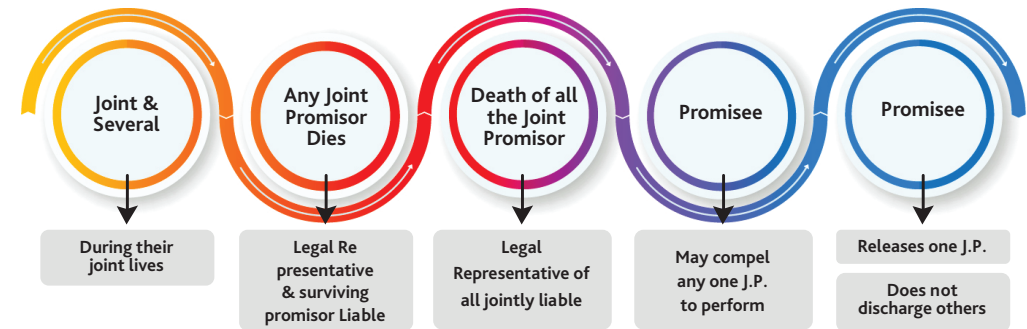 Joint &
Several
During their
joint lives
Any Joint
Promisor
Dies
Legal Re
presentative
& surviving
promisor Liable
Death of all
the Joint
Promisor
Legal
Representative of
all jointly liable
Promisee
May compel
any one J.P.
to perform
Promisee
Releases one J.P.
Does not
discharge others